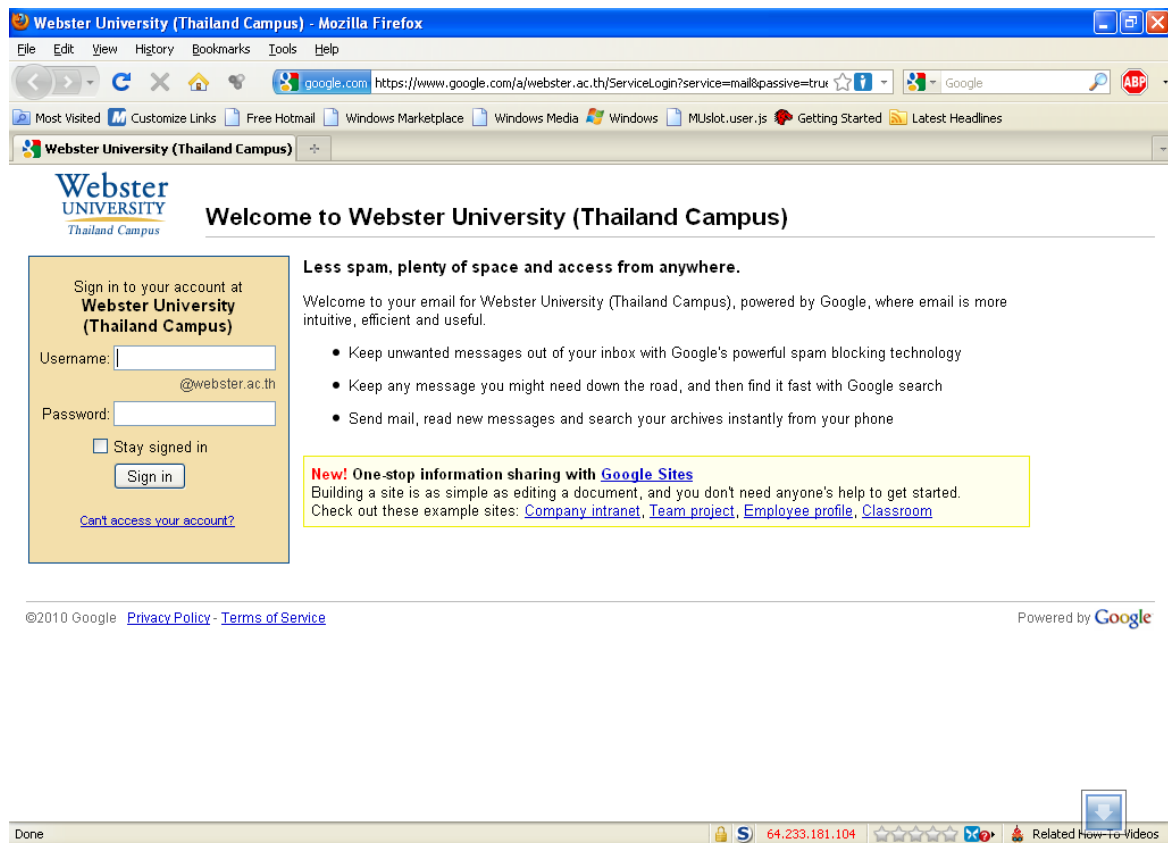 Webster University (Thailand Campus) - Mozilla Firefox
File Edit View History Bookmarks Tools Help
google.com https://www.google.com/a/webster.ac.th/ServiceLogin?service=mail&passive=true Google ABP
Most Visited Customize Links Free Hotmail Windows Marketplace Windows Media Windows MUslot.user.js Getting Started Latest Headlines
Webster University (Thailand Campus)
Webster
UNIVERSITY
Thailand Campus
Welcome to Webster University (Thailand Campus)
Sign in to your account at
Webster University
(Thailand Campus)
Username:
@webster.ac.th
Password:
Stay signed in
Sign in
Can't access your account?
Less spam, plenty of space and access from anywhere.
Welcome to your email for Webster University (Thailand Campus), powered by Google, where email is more
intuitive, efficient and useful.
Keep unwanted messages out of your inbox with Google's powerful spam blocking technology
Keep any message you might need down the road, and then find it fast with Google search
Send mail, read new messages and search your archives instantly from your phone
New! One-stop information sharing with Google Sites
Building a site is as simple as editing a document, and you don't need anyone's help to get started.
Check out these example sites: Company intranet, Team project, Employee profile, Classroom
©2010 Google Privacy Policy - Terms of Service
Powered by Google
Done S 64.233.181.104 Related How-To Videos